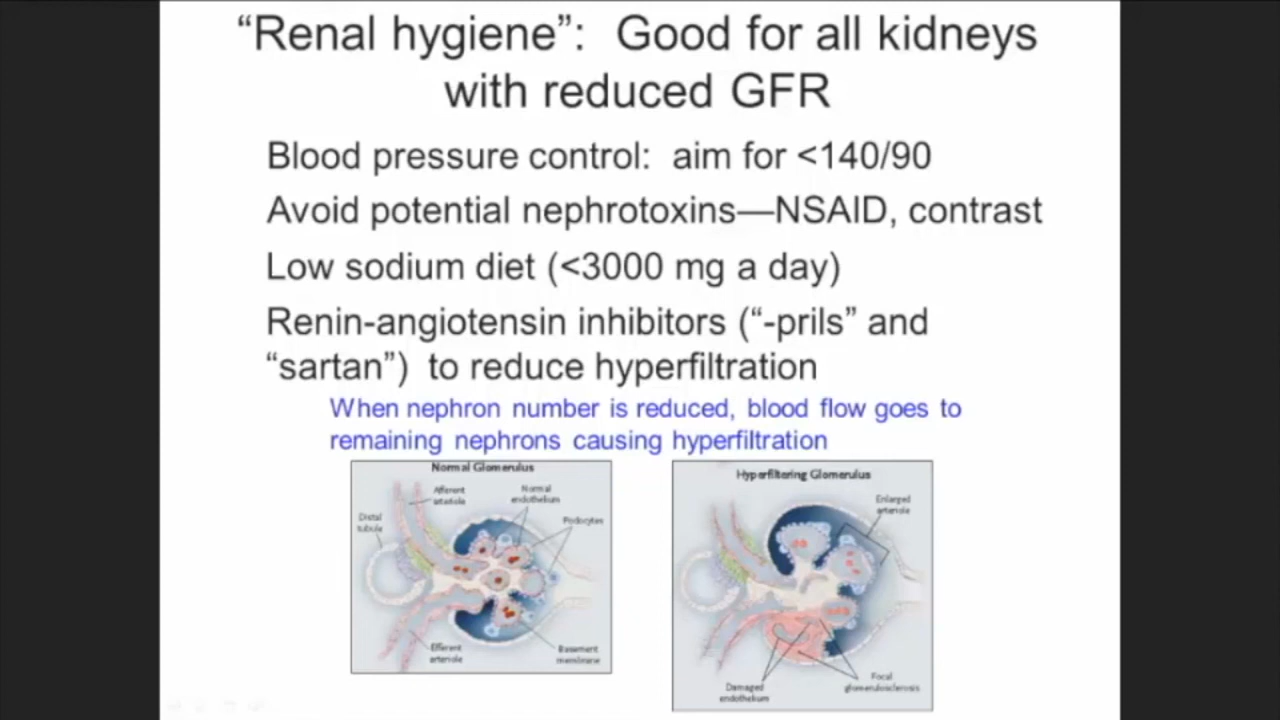 “Renal hygiene”: Good for all kidneys
with reduced GFR
Blood pressure control: aim for <140/90
Avoid potential nephrotoxins—NSAID, contrast
Low sodium diet (<3000 mg a day)
Renin-angiotensin inhibitors (“-prils” and
“sartan”) to reduce hyperfiltration
When nephron number is reduced, blood flow goes to
remaining nephrons causing hyperfiltration
Normal Glomerulus
Afferent
arteriole
Normal
endothelium
Distal
tubule
Podocytes
Efferent
arteriole
Basement
membrane
Hyperfiltering Glomerulus
Enlarged
arteriole
Damaged
endothelium
Focal
glomerulosclerosis